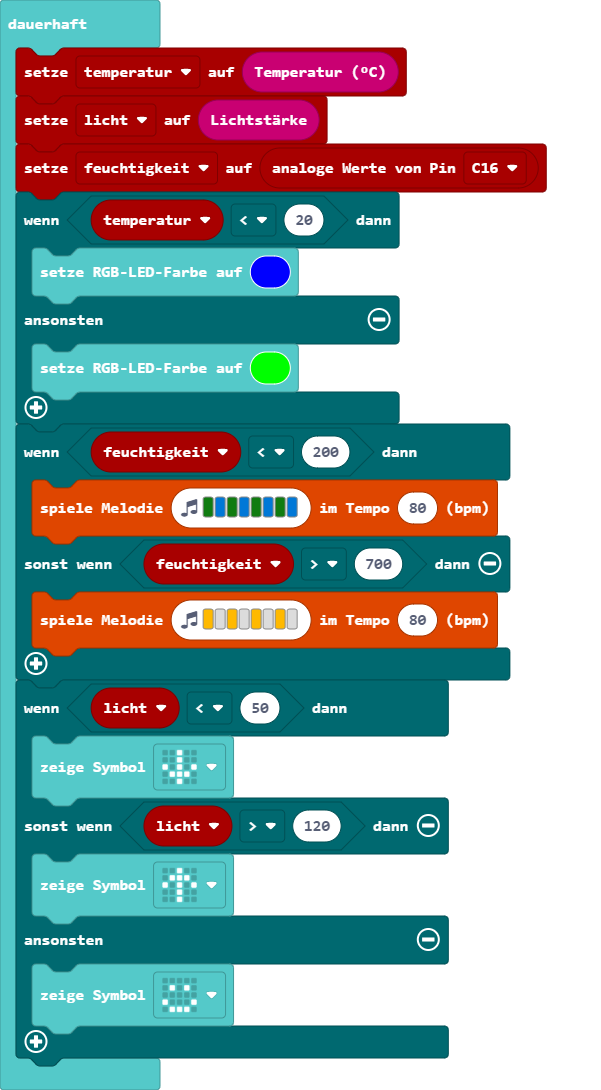 dauerhaft
setze temperatur auf Temperatur (ºC)
setze licht auf Lichtstärke
setze feuchtigkeit auf analoge Werte von Pin C16
wenn temperatur < 20 dann
setze RGB-LED-Farbe auf
ansonsten
setze RGB-LED-Farbe auf
wenn feuchtigkeit < 200 dann
spiele Melodie im Tempo 80 (bpm)
sonst wenn feuchtigkeit > 700 dann
spiele Melodie im Tempo 80 (bpm)
wenn licht < 50 dann
zeige Symbol
sonst wenn licht > 120 dann
zeige Symbol
ansonsten
zeige Symbol